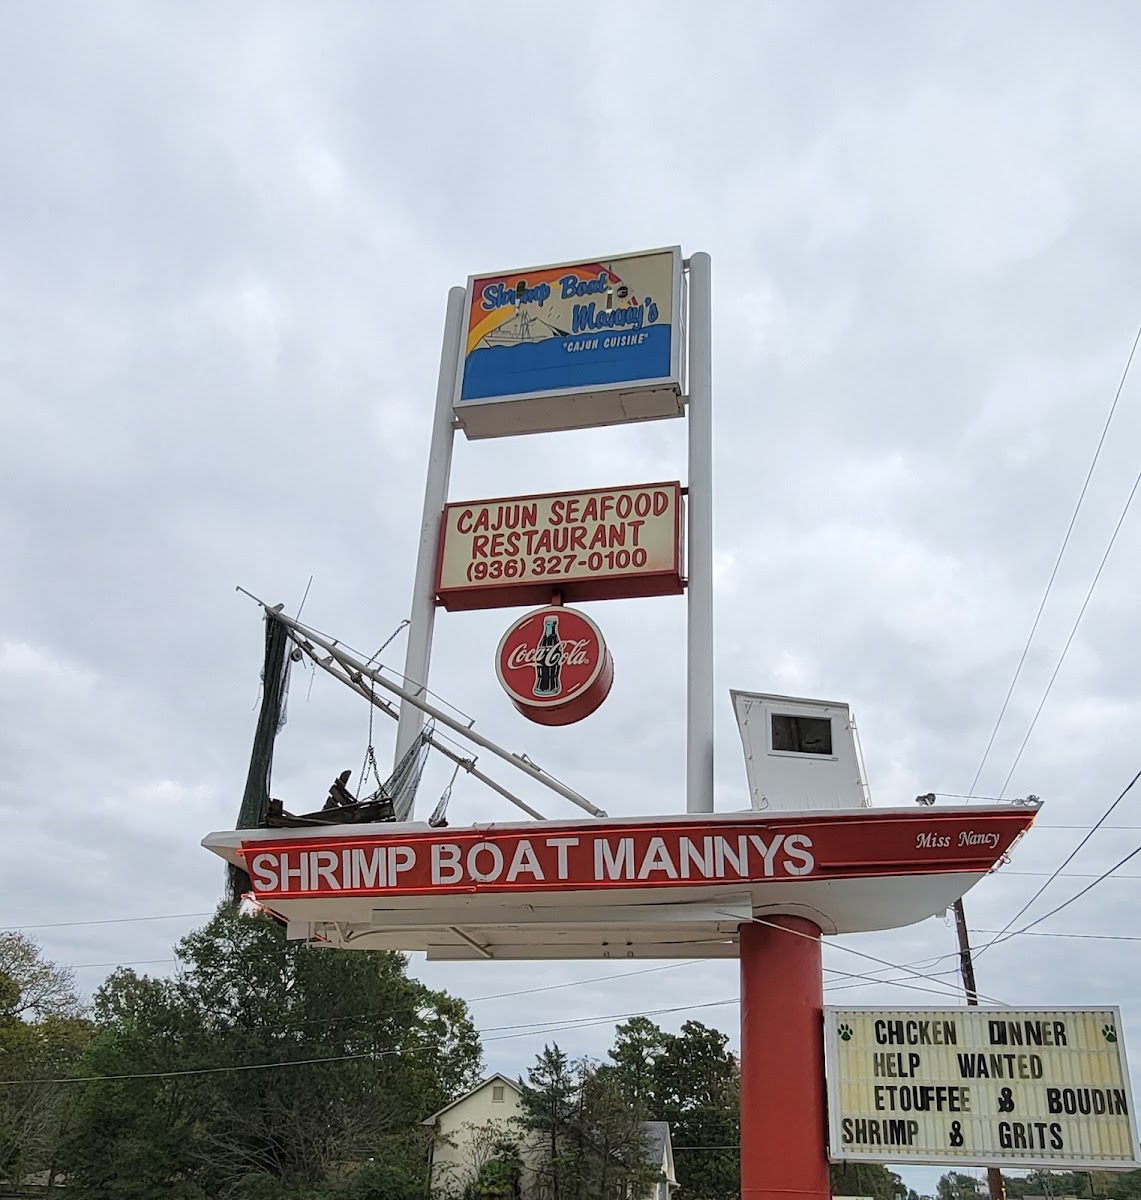 Shrimp Boat
Manny's
"CAJUN CUISINE"
CAJUN SEAFOOD
RESTAURANT
(936) 327-0100
Coca-Cola
SHRIMP BOAT MANNYS
Miss Nancy
CHICKEN DINNER
HELP WANTED
ETOUFFEE & BOUDIN
SHRIMP & GRITS